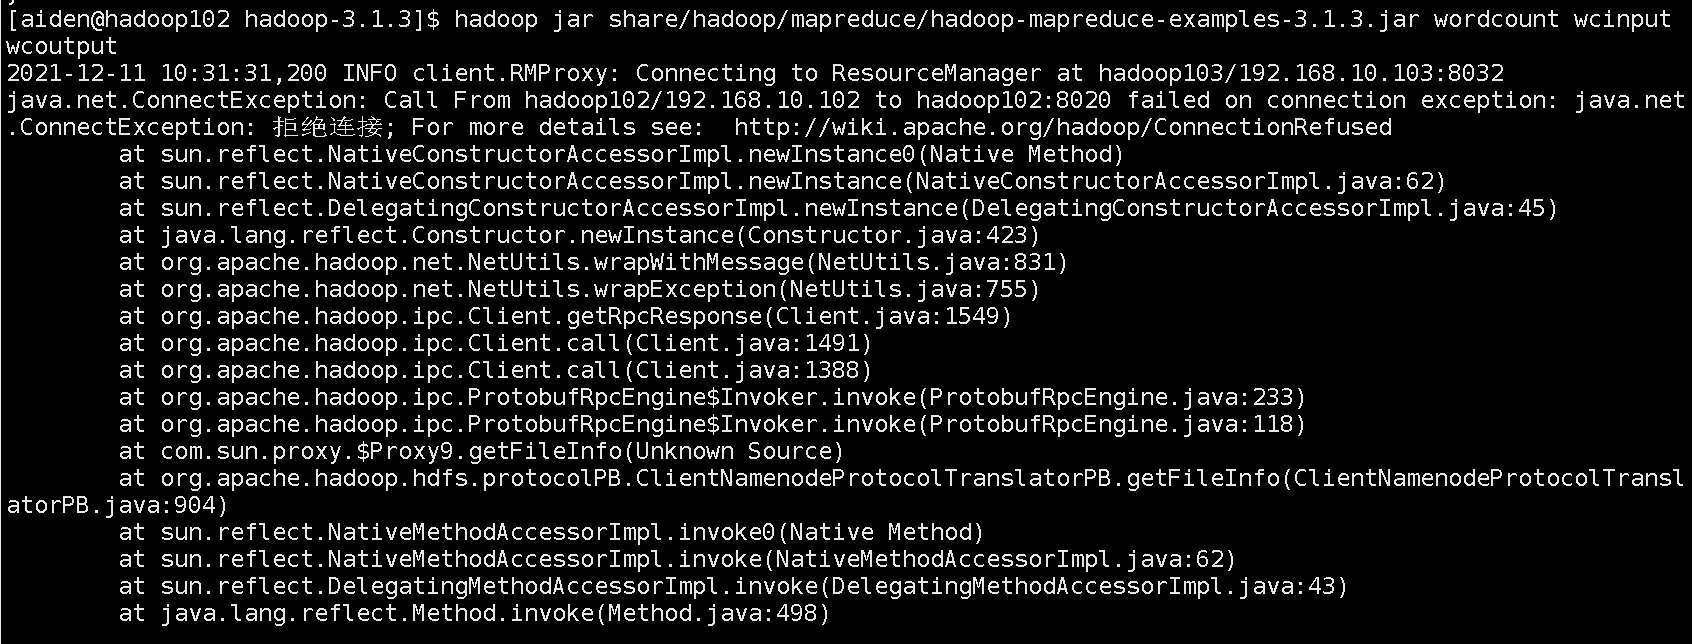 [aiden@hadoop102 hadoop-3.1.3]$ hadoop jar share/hadoop/mapreduce/hadoop-mapreduce-examples-3.1.3.jar wordcount wcinput
wcoutput
2021-12-11 10:31:31,200 INFO client.RMProxy: Connecting to ResourceManager at hadoop103/192.168.10.103:8032
java.net.ConnectException: Call From hadoop102/192.168.10.102 to hadoop102:8020 failed on connection exception: java.net
.ConnectException: 拒绝连接; For more details see:  http://wiki.apache.org/hadoop/ConnectionRefused
        at sun.reflect.NativeConstructorAccessorImpl.newInstance0(Native Method)
        at sun.reflect.NativeConstructorAccessorImpl.newInstance(NativeConstructorAccessorImpl.java:62)
        at sun.reflect.DelegatingConstructorAccessorImpl.newInstance(DelegatingConstructorAccessorImpl.java:45)
        at java.lang.reflect.Constructor.newInstance(Constructor.java:423)
        at org.apache.hadoop.net.NetUtils.wrapWithMessage(NetUtils.java:831)
        at org.apache.hadoop.net.NetUtils.wrapException(NetUtils.java:755)
        at org.apache.hadoop.ipc.Client.getRpcResponse(Client.java:1549)
        at org.apache.hadoop.ipc.Client.call(Client.java:1491)
        at org.apache.hadoop.ipc.Client.call(Client.java:1388)
        at org.apache.hadoop.ipc.ProtobufRpcEngine$Invoker.invoke(ProtobufRpcEngine.java:233)
        at org.apache.hadoop.ipc.ProtobufRpcEngine$Invoker.invoke(ProtobufRpcEngine.java:118)
        at com.sun.proxy.$Proxy9.getFileInfo(Unknown Source)
        at org.apache.hadoop.hdfs.protocolPB.ClientNamenodeProtocolTranslatorPB.getFileInfo(ClientNamenodeProtocolTransl
atorPB.java:904)
        at sun.reflect.NativeMethodAccessorImpl.invoke0(Native Method)
        at sun.reflect.NativeMethodAccessorImpl.invoke(NativeMethodAccessorImpl.java:62)
        at sun.reflect.DelegatingMethodAccessorImpl.invoke(DelegatingMethodAccessorImpl.java:43)
        at java.lang.reflect.Method.invoke(Method.java:498)